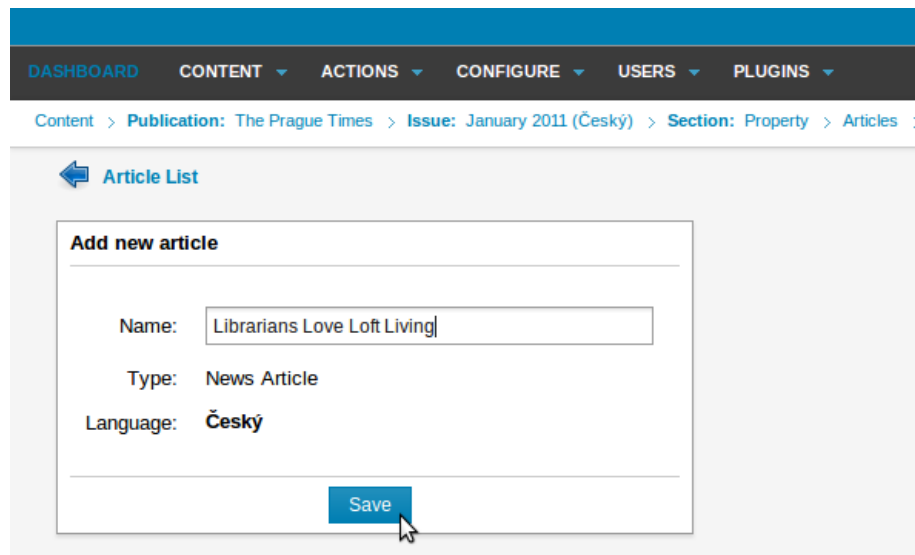 DASHBOARD CONTENT ACTIONS CONFIGURE USERS PLUGINS
Content > Publication: The Prague Times > Issue: January 2011 (Český) > Section: Property > Articles
Article List
Add new article
Name: Librarians Love Loft Living
Type: News Article
Language: Český
Save